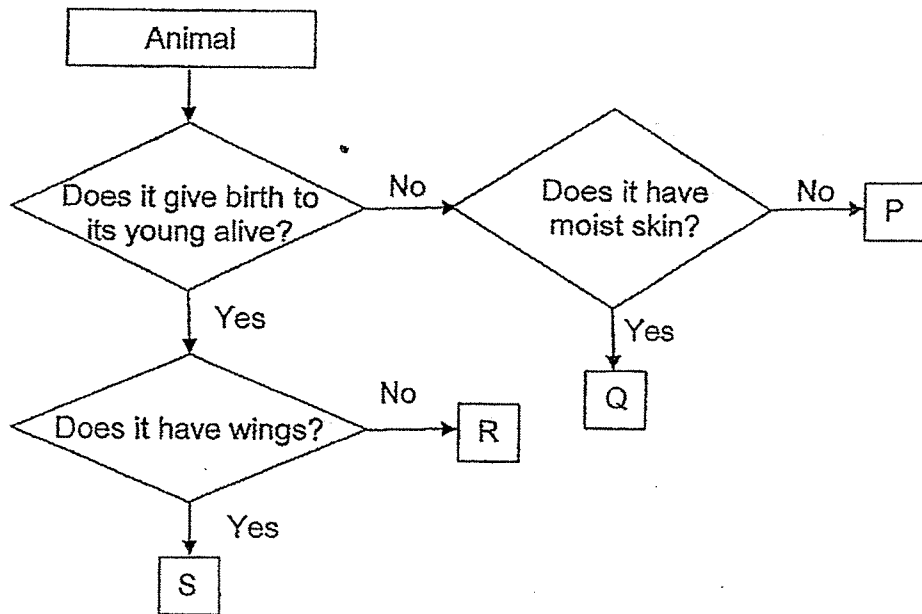 Animal
Does it give birth to
its young alive?
No
Does it have
moist skin?
No
P
Yes
Yes
Q
Does it have wings?
No
R
Yes
S